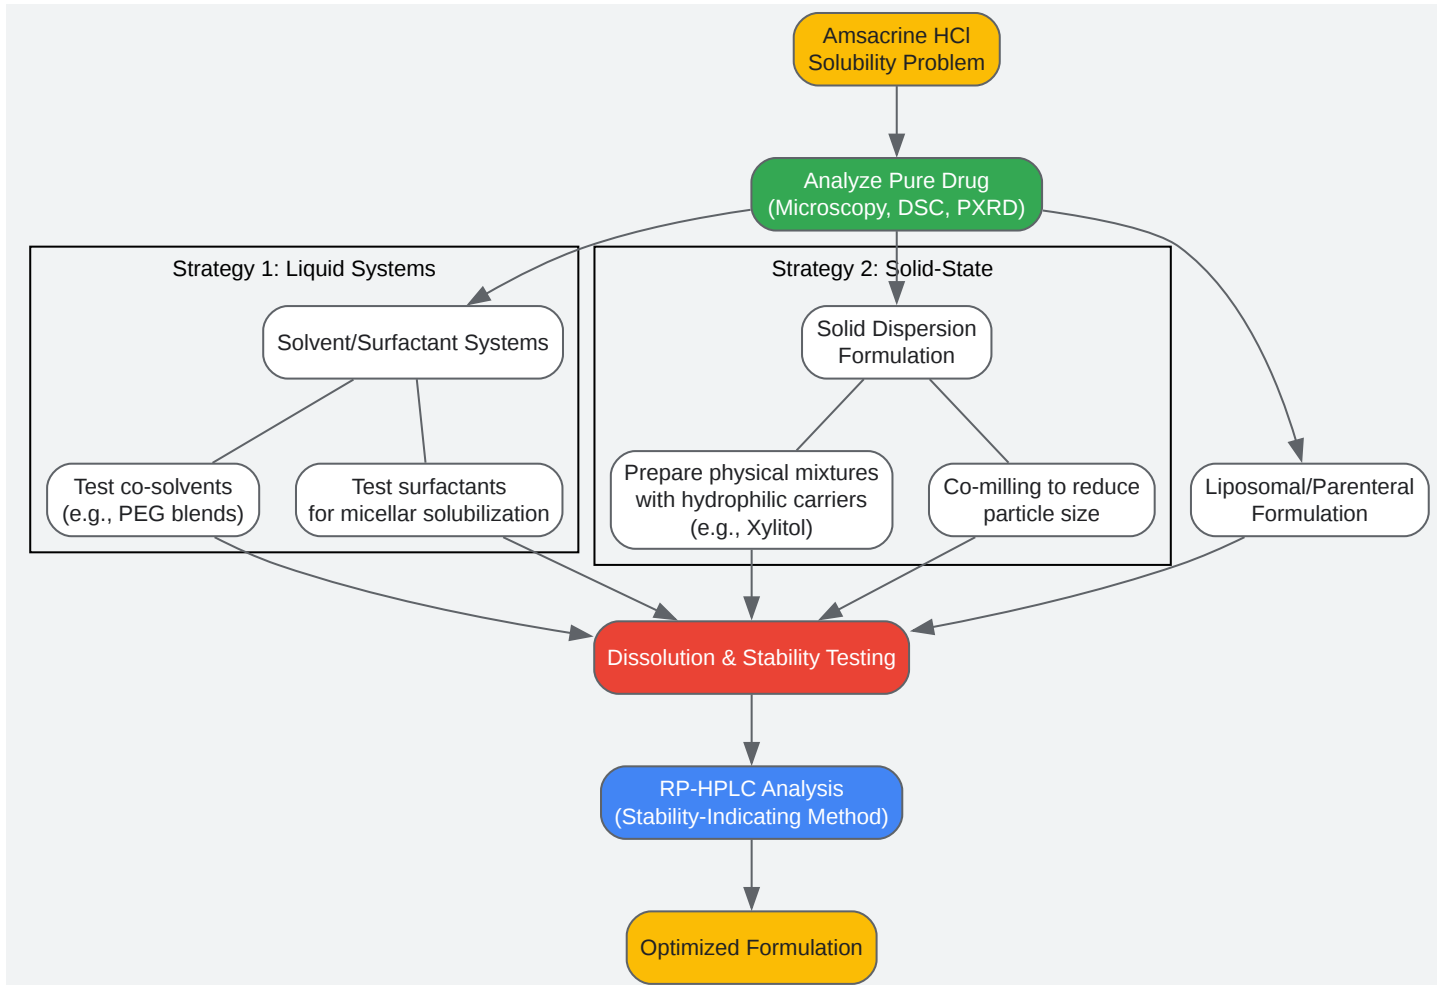 Amsacrine HCl
Solubility Problem
Analyze Pure Drug
(Microscopy, DSC, PXRD)
Strategy 1: Liquid Systems
Strategy 2: Solid-State
Solvent/Surfactant Systems
Solid Dispersion
Formulation
Test co-solvents
(e.g., PEG blends)
Test surfactants
for micellar solubilization
Prepare physical mixtures
with hydrophilic carriers
(e.g., Xylitol)
Co-milling to reduce
particle size
Liposomal/Parenteral
Formulation
Dissolution & Stability Testing
RP-HPLC Analysis
(Stability-Indicating Method)
Optimized Formulation